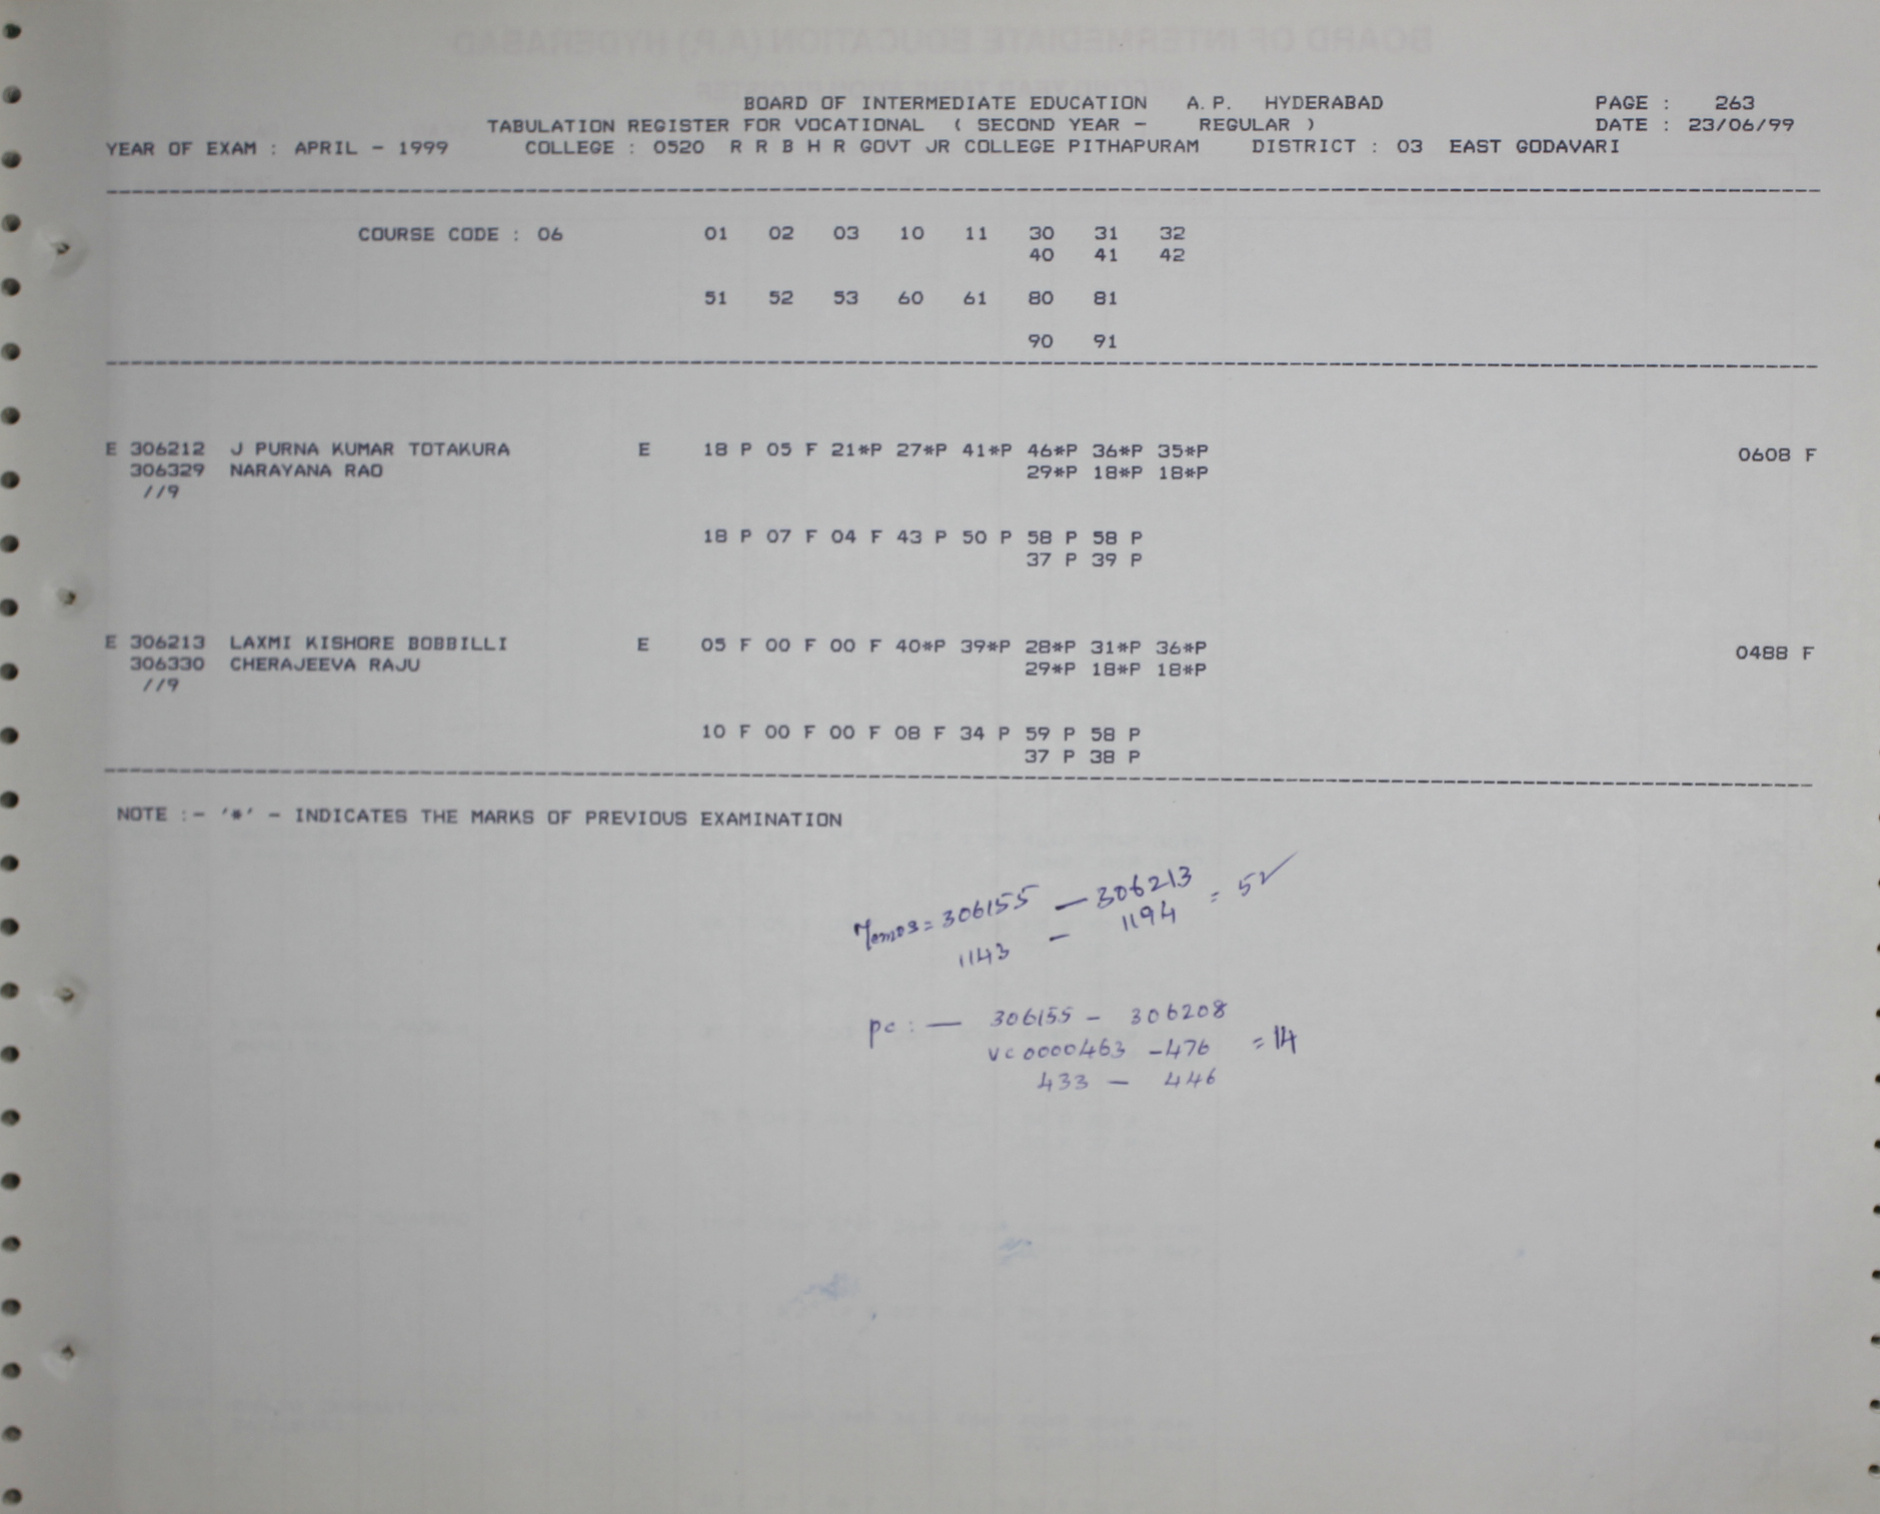 BOARD OF INTERMEDIATE EDUCATION A.P. HYDERABAD PAGE : 263
TABULATION REGISTER FOR VOCATIONAL ( SECOND YEAR - REGULAR ) DATE : 23/06/99
YEAR OF EXAM : APRIL - 1999 COLLEGE : 0520 R R B H R GOVT JR COLLEGE PITHAPURAM DISTRICT : 03 EAST GODAVARI
COURSE CODE : 06 01 02 03 10 11 30 31 32
40 41 42
51 52 53 60 61 80 81
90 91
E 306212 J PURNA KUMAR TOTAKURA E 18 P 05 F 21*P 27*P 41*P 46*P 36*P 35*P 0608 F
306329 NARAYANA RAO 29*P 18*P 18*P
//9
18 P 07 F 04 F 43 P 50 P 58 P 58 P
37 P 39 P
E 306213 LAXMI KISHORE BOBBILLI E 05 F 00 F 00 F 40*P 39*P 28*P 31*P 36*P 0488 F
306330 CHERAJEEVA RAJU 29*P 18*P 18*P
//9
10 F 00 F 00 F 08 F 34 P 59 P 58 P
37 P 38 P
NOTE :- '*' - INDICATES THE MARKS OF PREVIOUS EXAMINATION
Memos = 306155 — 306213 = 52
1143 — 1194
pc : — 306155 - 306208
VC0000463 - 476 = 14
433 — 446